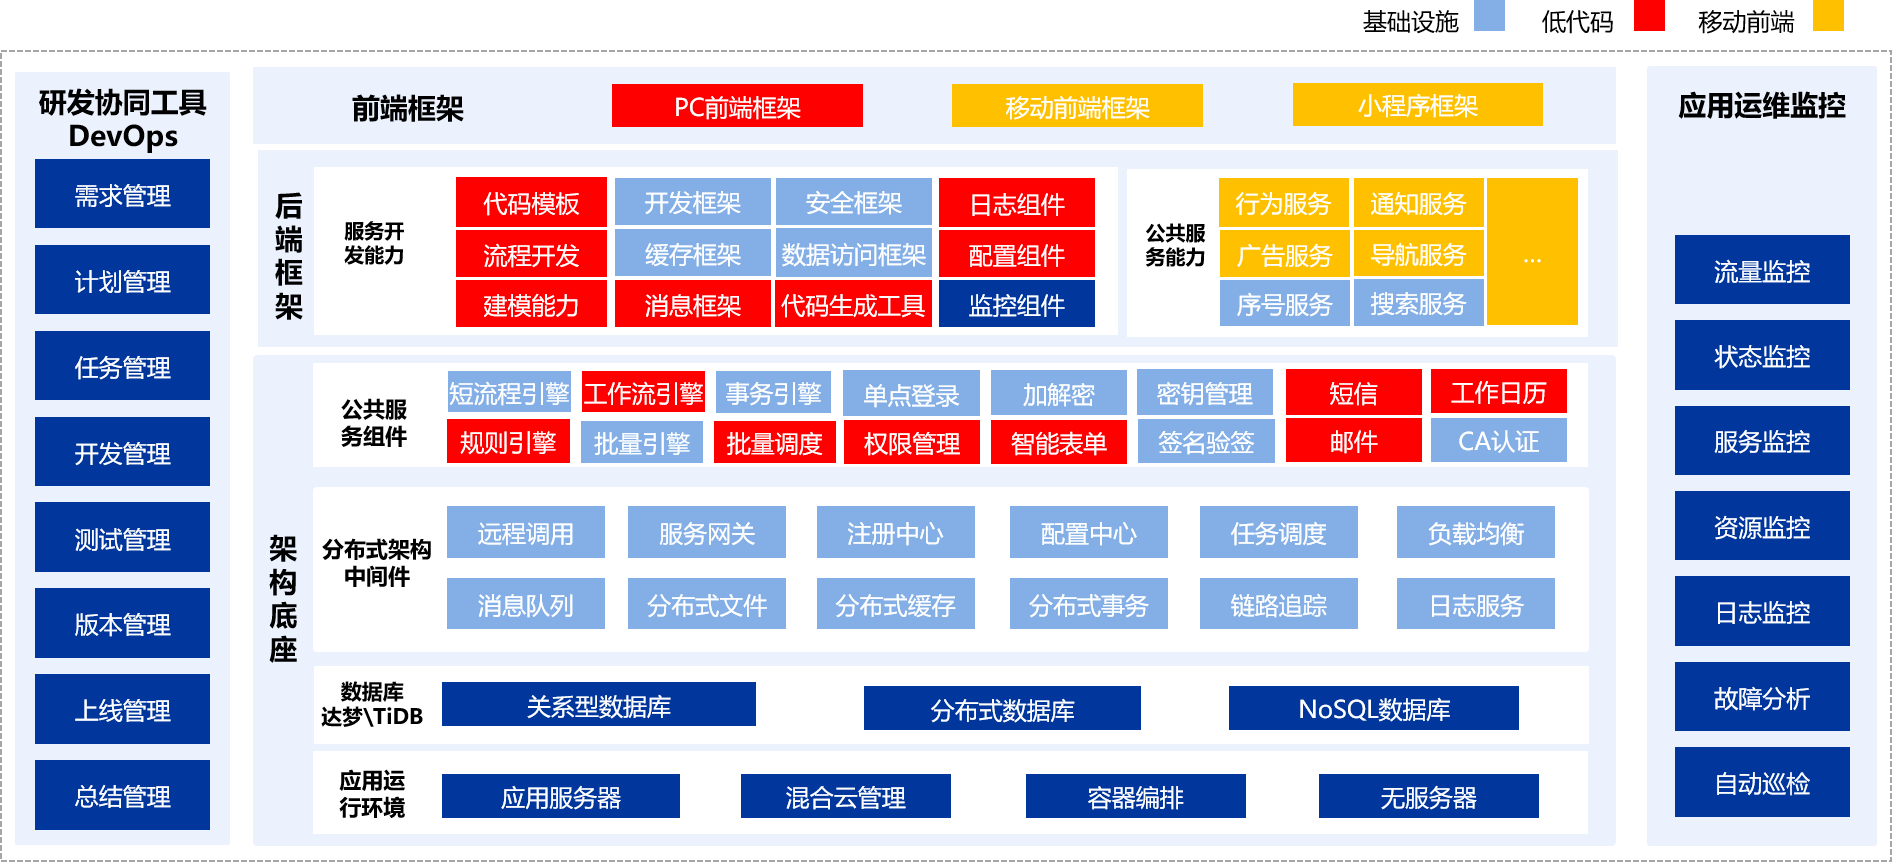 基础设施
低代码
移动前端
研发协同工具
DevOps
需求管理
计划管理
任务管理
开发管理
测试管理
版本管理
上线管理
总结管理
前端框架
PC前端框架
移动前端框架
小程序框架
后端框架
服务开
发能力
代码模板
开发框架
安全框架
日志组件
流程开发
缓存框架
数据访问框架
配置组件
建模能力
消息框架
代码生成工具
监控组件
公共服
务能力
行为服务
通知服务
广告服务
导航服务
...
序号服务
搜索服务
架构底座
公共服
务组件
短流程引擎
工作流引擎
事务引擎
单点登录
加解密
密钥管理
短信
工作日历
规则引擎
批量引擎
批量调度
权限管理
智能表单
签名验签
邮件
CA认证
分布式架构
中间件
远程调用
服务网关
注册中心
配置中心
任务调度
负载均衡
消息队列
分布式文件
分布式缓存
分布式事务
链路追踪
日志服务
数据库
达梦\TiDB
关系型数据库
分布式数据库
NoSQL数据库
应用运
行环境
应用服务器
混合云管理
容器编排
无服务器
应用运维监控
流量监控
状态监控
服务监控
资源监控
日志监控
故障分析
自动巡检